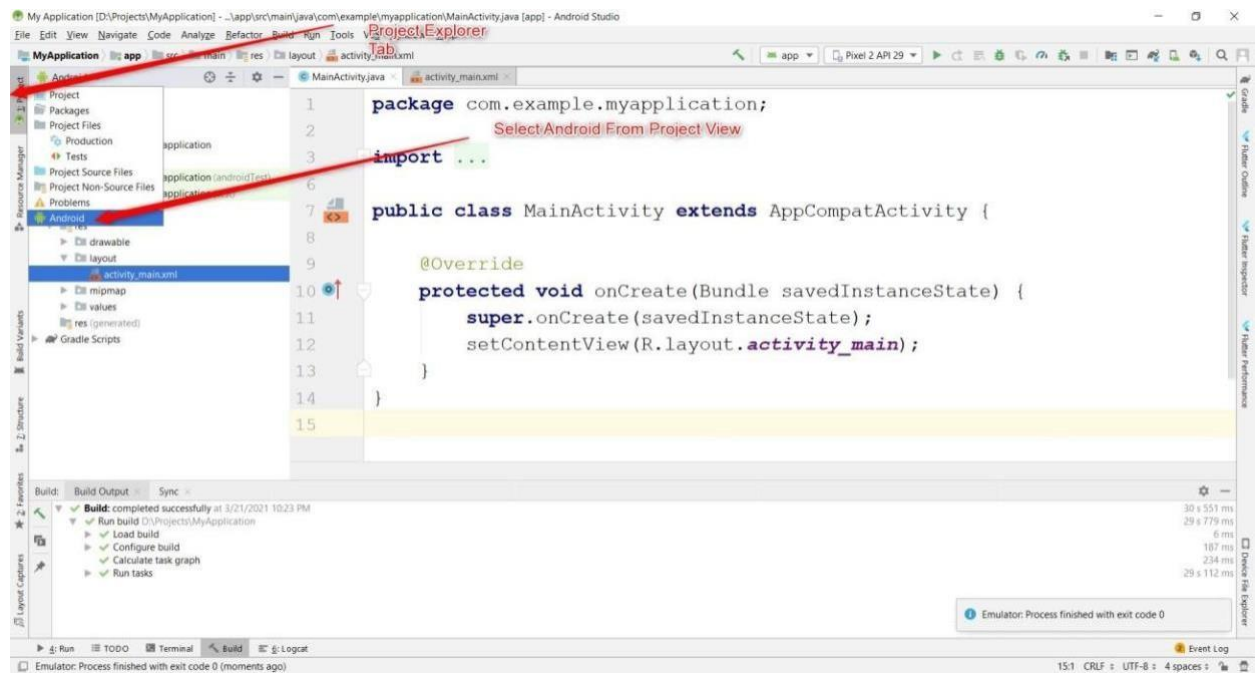 My Application [D:\Projects\MyApplication] - ...\app\src\main\java\com\example\myapplication\MainActivity.java [app] - Android Studio
File Edit View Navigate Code Analyze Refactor Build Run Tools
Project Explorer
Tab
MyApplication app src main res layout activity_main.xml
app Pixel 2 API 29
MainActivity.java activity_main.xml
1: Project
Resource Manager
Build Variants
Z: Structure
2: Favorites
Layout Captures
Project
Packages
Project Files
Production
Tests
Project Source Files
Project Non-Source Files
Problems
Android
application
application (androidTest)
application
res
drawable
layout
activity_main.xml
mipmap
values
res (generated)
Gradle Scripts
Select Android From Project View
1 package com.example.myapplication;
2
3 import ...
6
7 public class MainActivity extends AppCompatActivity {
8
9 @Override
10 protected void onCreate(Bundle savedInstanceState) {
11 super.onCreate(savedInstanceState);
12 setContentView(R.layout.activity_main);
13 }
14 }
15
Gradle
Flutter Outline
Flutter Inspector
Flutter Performance
Device File Explorer
Build: Build Output Sync
Build: completed successfully at 3/21/2021 10:23 PM 30 s 551 ms
Run build D:\Projects\MyApplication 29 s 779 ms
Load build 6 ms
Configure build 187 ms
Calculate task graph 234 ms
Run tasks 29 s 112 ms
Emulator: Process finished with exit code 0
4: Run TODO Terminal Build 6: Logcat Event Log
Emulator: Process finished with exit code 0 (moments ago) 15:1 CRLF UTF-8 4 spaces